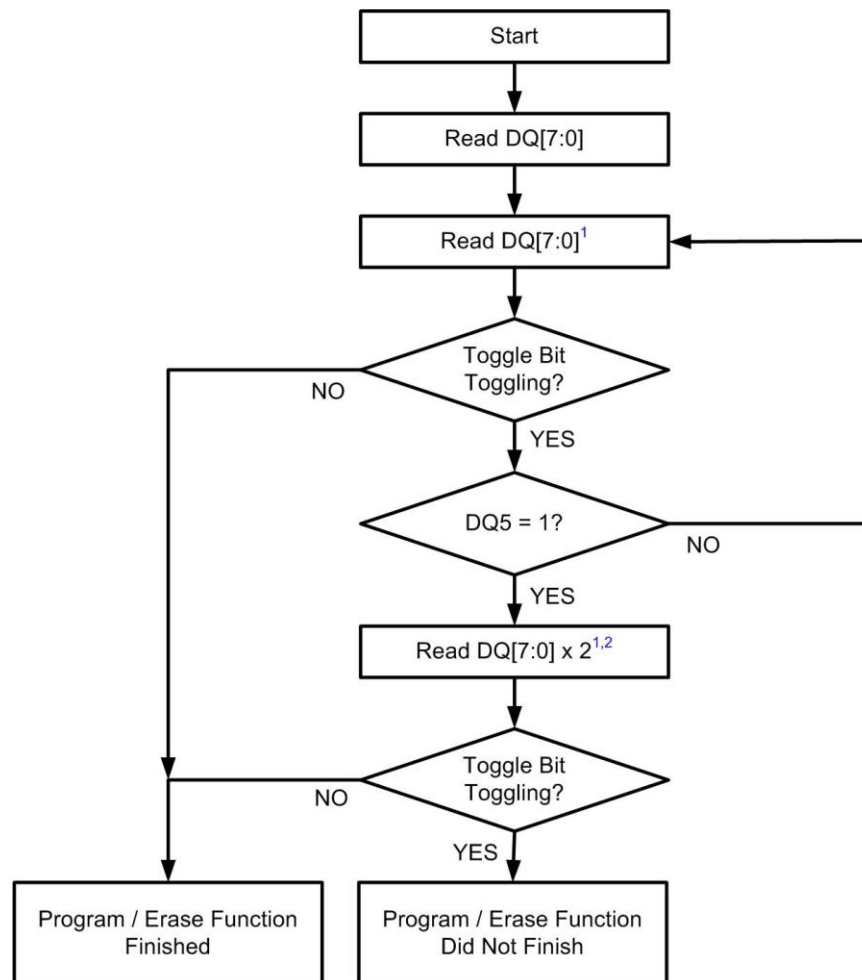 Start
Read DQ[7:0]
Read DQ[7:0]1
Toggle Bit
Toggling?
NO
YES
DQ5 = 1?
NO
YES
Read DQ[7:0] x 21,2
Toggle Bit
Toggling?
NO
YES
Program / Erase Function
Finished
Program / Erase Function
Did Not Finish